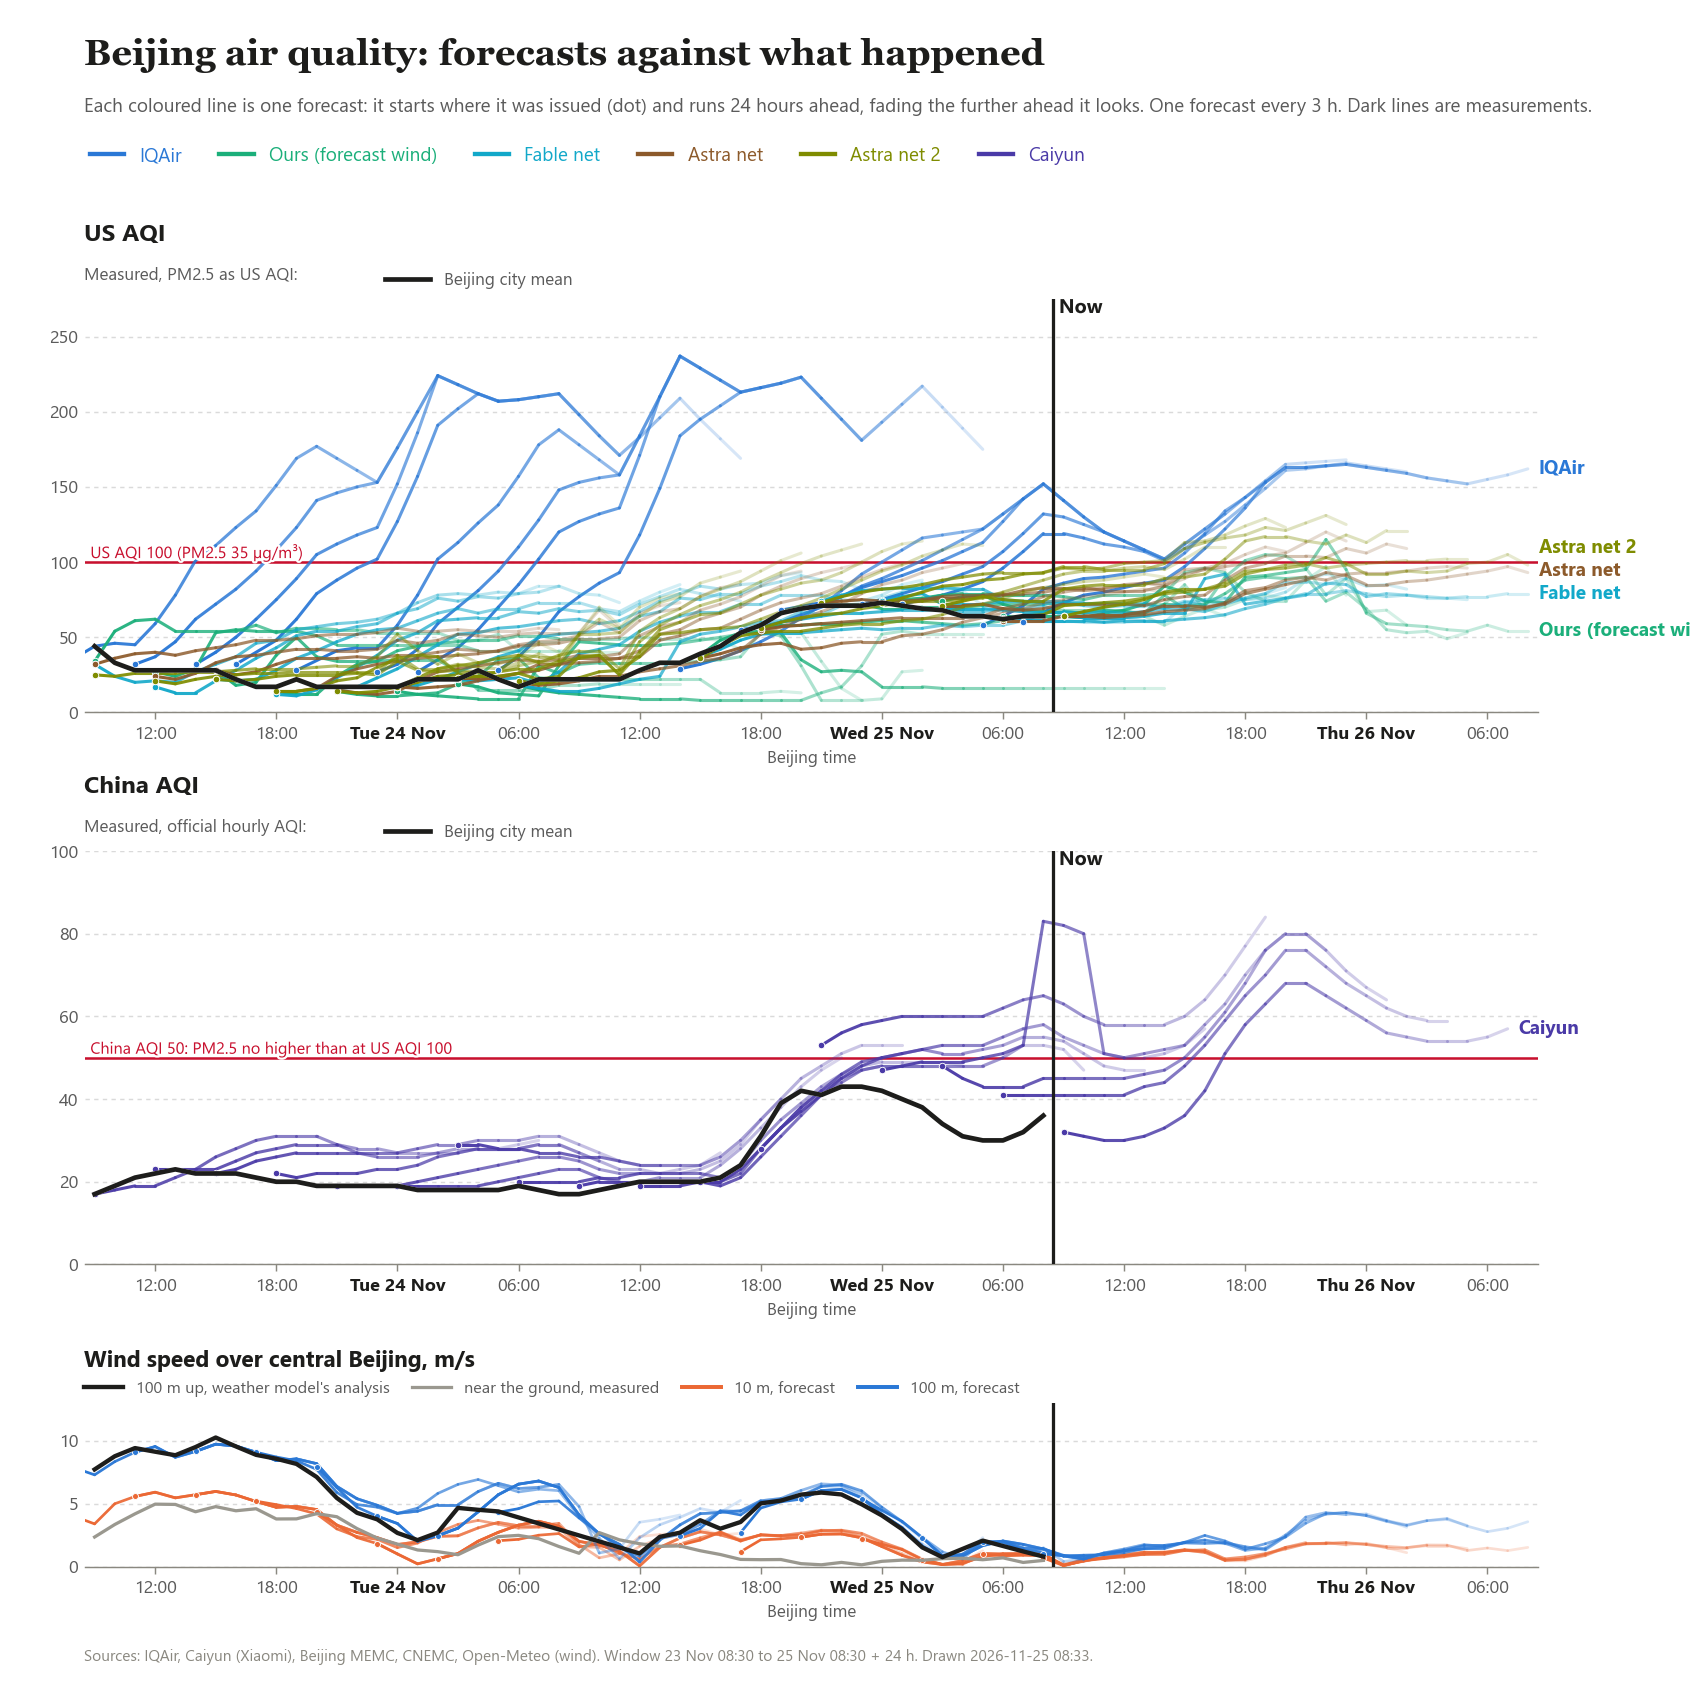 Beijing air quality: forecasts against what happened
Each coloured line is one forecast: it starts where it was issued (dot) and runs 24 hours ahead, fading the further ahead it looks. One forecast every 3 h. Dark lines are measurements.
IQAir Ours (forecast wind) Fable net Astra net Astra net 2 Caiyun
US AQI
Measured, PM2.5 as US AQI: Beijing city mean
Now
250
200
150
100
50
0
US AQI 100 (PM2.5 35 µg/m³)
IQAir
Astra net 2
Astra net
Fable net
Ours (forecast wi
12:00 18:00 Tue 24 Nov 06:00 12:00 18:00 Wed 25 Nov 06:00 12:00 18:00 Thu 26 Nov 06:00
Beijing time
China AQI
Measured, official hourly AQI: Beijing city mean
Now
100
80
60
40
20
0
China AQI 50: PM2.5 no higher than at US AQI 100
Caiyun
12:00 18:00 Tue 24 Nov 06:00 12:00 18:00 Wed 25 Nov 06:00 12:00 18:00 Thu 26 Nov 06:00
Beijing time
Wind speed over central Beijing, m/s
100 m up, weather model's analysis near the ground, measured 10 m, forecast 100 m, forecast
10
5
0
12:00 18:00 Tue 24 Nov 06:00 12:00 18:00 Wed 25 Nov 06:00 12:00 18:00 Thu 26 Nov 06:00
Beijing time
Sources: IQAir, Caiyun (Xiaomi), Beijing MEMC, CNEMC, Open-Meteo (wind). Window 23 Nov 08:30 to 25 Nov 08:30 + 24 h. Drawn 2026-11-25 08:33.